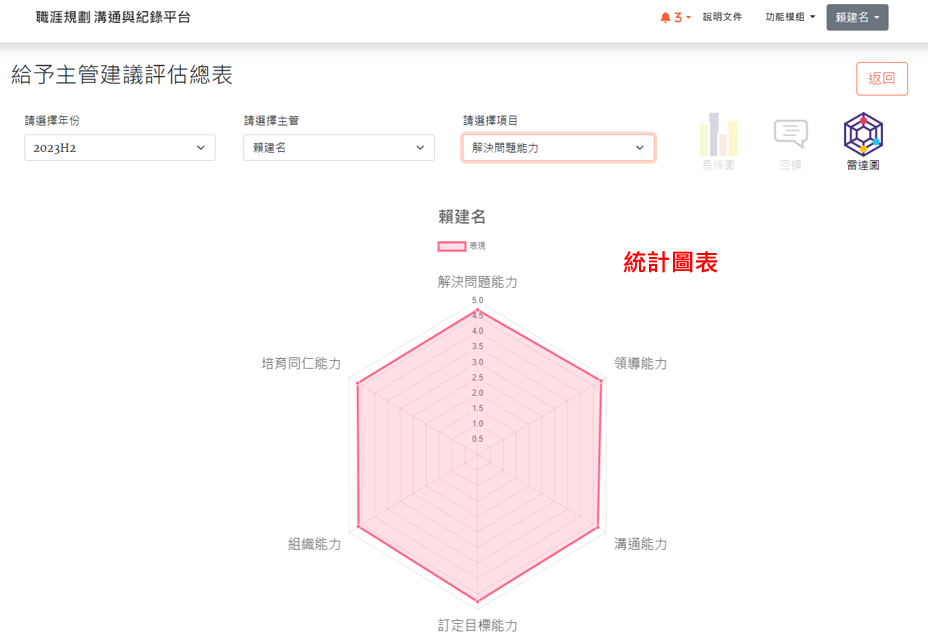 職涯規劃 溝通與紀錄平台
3
說明文件
功能模組
賴建名
給予主管建議評估總表
返回
請選擇年份
請選擇主管
請選擇項目
2023H2
賴建名
解決問題能力
長條圖
回饋
雷達圖
賴建名
表現
統計圖表
解決問題能力
5.0
4.5
4.0
3.5
3.0
2.5
2.0
1.5
1.0
0.5
培育同仁能力
領導能力
組織能力
溝通能力
訂定目標能力